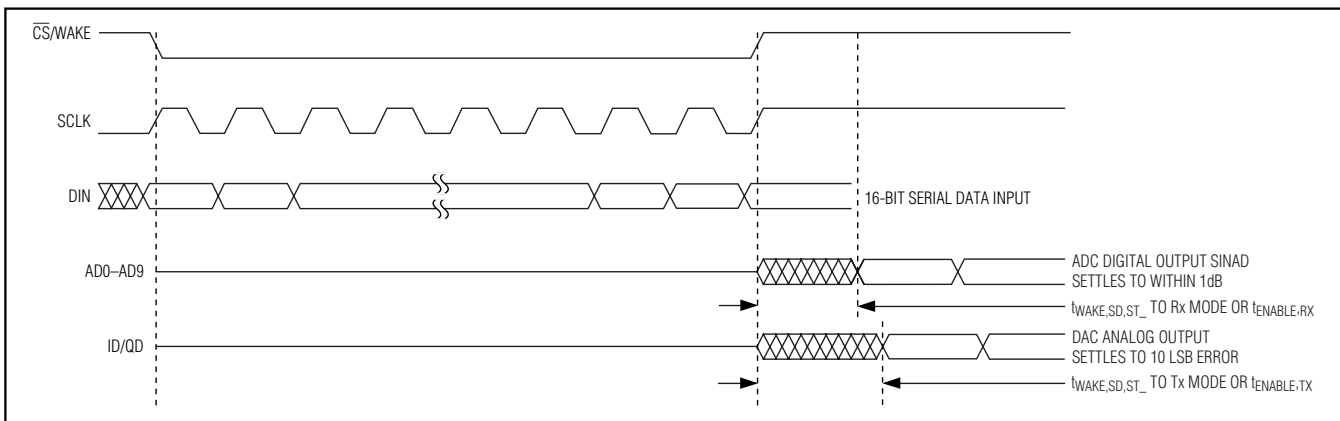 C̅S̅/WAKE
SCLK
DIN
16-BIT SERIAL DATA INPUT
AD0–AD9
ADC DIGITAL OUTPUT SINAD
SETTLES TO WITHIN 1dB
tWAKE,SD,ST_ TO Rx MODE OR tENABLE,RX
ID/QD
DAC ANALOG OUTPUT
SETTLES TO 10 LSB ERROR
tWAKE,SD,ST_ TO Tx MODE OR tENABLE,TX